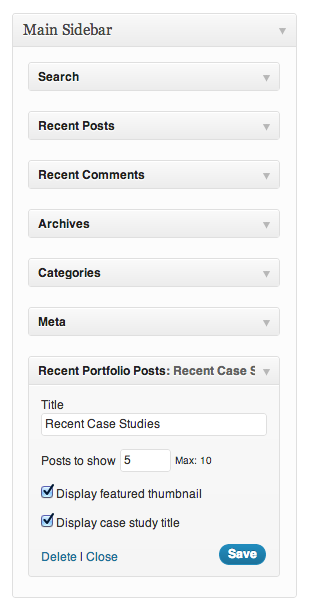 Main Sidebar
Search
Recent Posts
Recent Comments
Archives
Categories
Meta
Recent Portfolio Posts: Recent Case S
Title
Recent Case Studies
Posts to show 5 Max: 10
Display featured thumbnail
Display case study title
Delete | Close Save